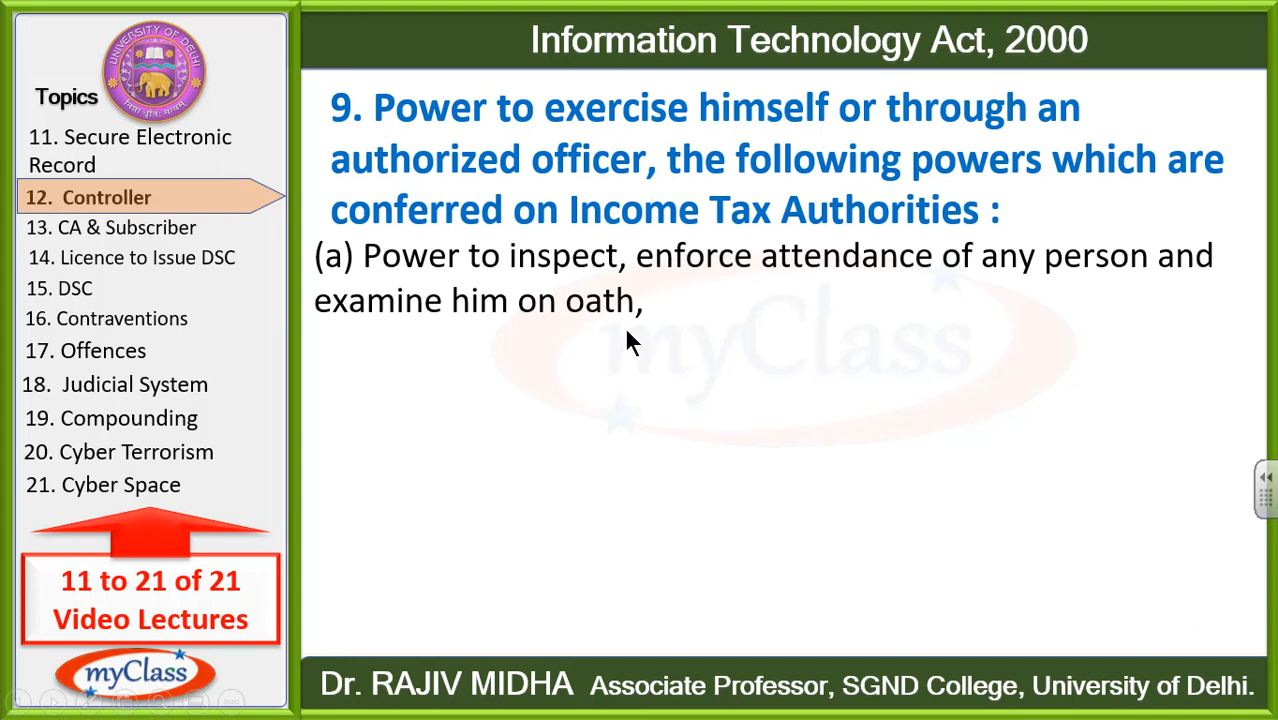 Information Technology Act, 2000
UNIVERSITY OF DELHI
Topics
11. Secure Electronic
Record
12. Controller
13. CA & Subscriber
14. Licence to Issue DSC
15. DSC
16. Contraventions
17. Offences
18. Judicial System
19. Compounding
20. Cyber Terrorism
21. Cyber Space
11 to 21 of 21
Video Lectures
myClass
9. Power to exercise himself or through an
authorized officer, the following powers which are
conferred on Income Tax Authorities :
(a) Power to inspect, enforce attendance of any person and
examine him on oath,
myClass
Dr. RAJIV MIDHA Associate Professor, SGND College, University of Delhi.